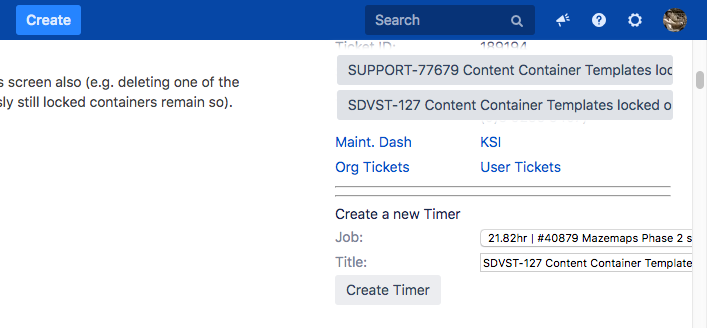 Create
Search
Ticket ID: 189194
s screen also (e.g. deleting one of the
SUPPORT-77679 Content Container Templates loc
sly still locked containers remain so).
SDVST-127 Content Container Templates locked o
Maint. Dash KSI
Org Tickets User Tickets
Create a new Timer
Job: 21.82hr | #40879 Mazemaps Phase 2 s
Title: SDVST-127 Content Container Template
Create Timer